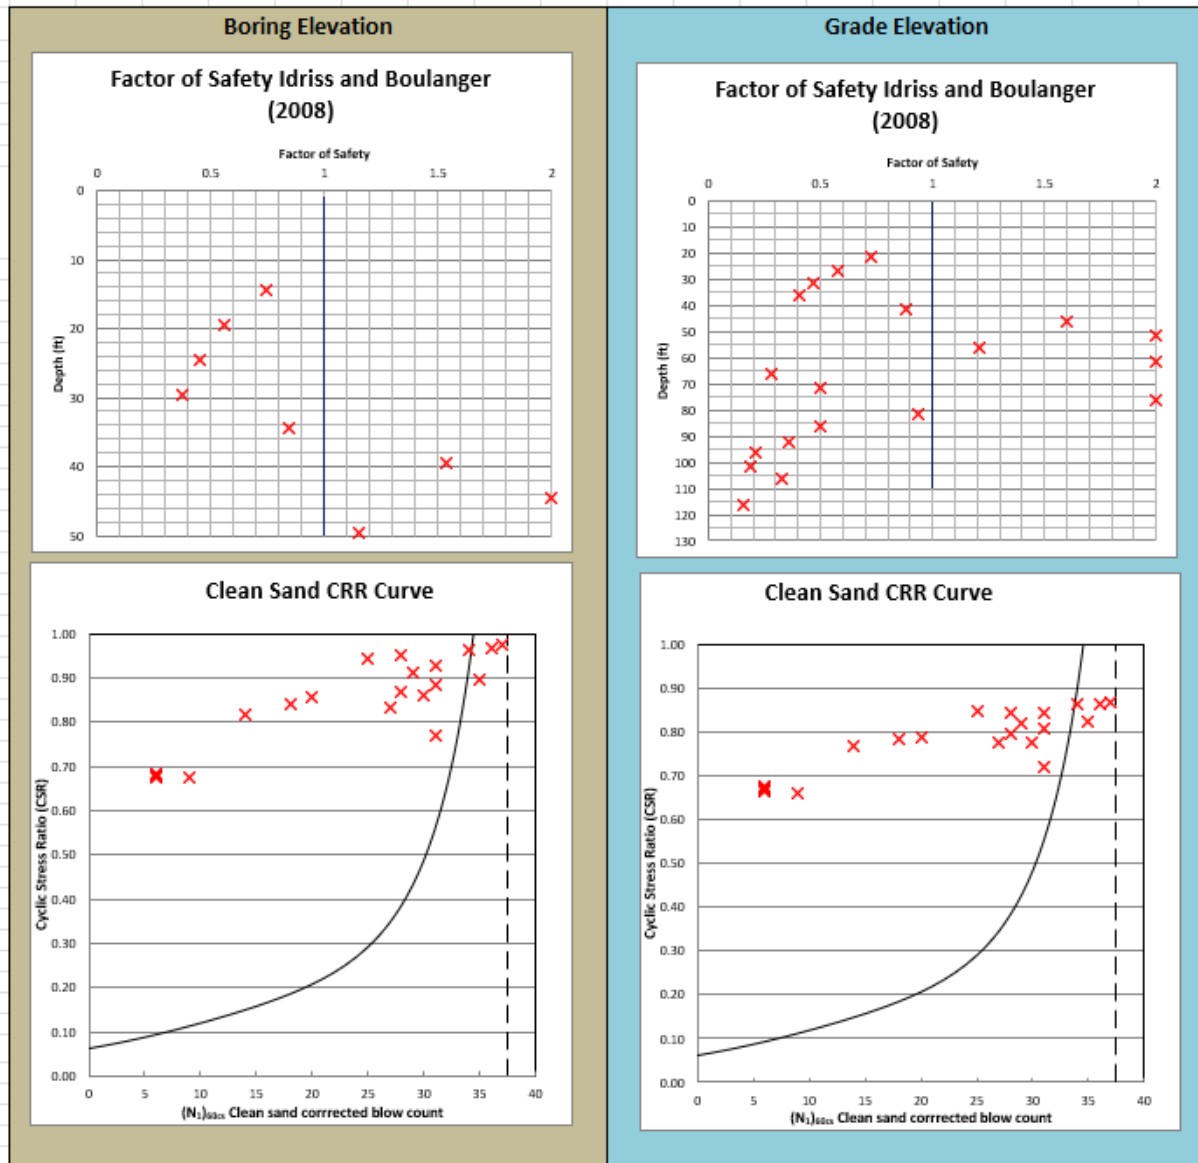 Boring Elevation
Factor of Safety Idriss and Boulanger
(2008)
Factor of Safety
0 0.5 1 1.5 2
0
10
20
30
40
50
Depth (ft)
Clean Sand CRR Curve
1.00
0.90
0.80
0.70
0.60
0.50
0.40
0.30
0.20
0.10
0.00
Cyclic Stress Ratio (CSR)
0 5 10 15 20 25 30 35 40
(N₁)₆₀cs Clean sand corrrected blow count
Grade Elevation
Factor of Safety Idriss and Boulanger
(2008)
Factor of Safety
0 0.5 1 1.5 2
0
10
20
30
40
50
60
70
80
90
100
110
120
130
Depth (ft)
Clean Sand CRR Curve
1.00
0.90
0.80
0.70
0.60
0.50
0.40
0.30
0.20
0.10
0.00
Cyclic Stress Ratio (CSR)
0 5 10 15 20 25 30 35 40
(N₁)₆₀cs Clean sand corrrected blow count